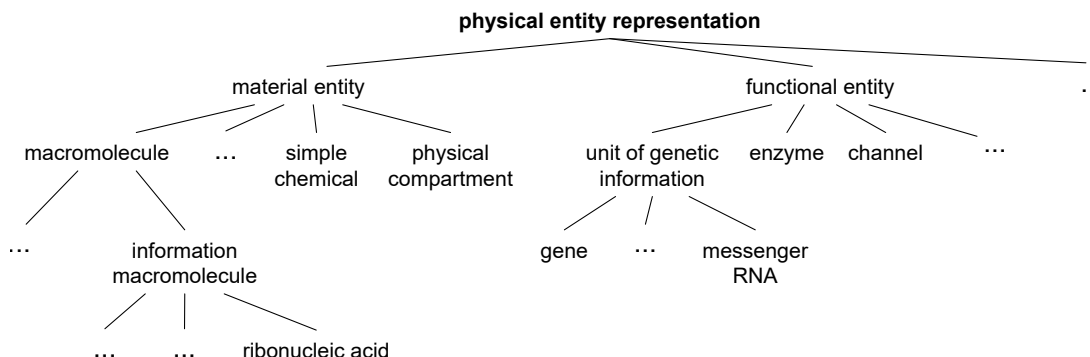 physical entity representation
material entity
functional entity
macromolecule
...
simple
chemical
physical
compartment
unit of genetic
information
enzyme
channel
...
...
information
macromolecule
gene
...
messenger
RNA
...
...
ribonucleic acid